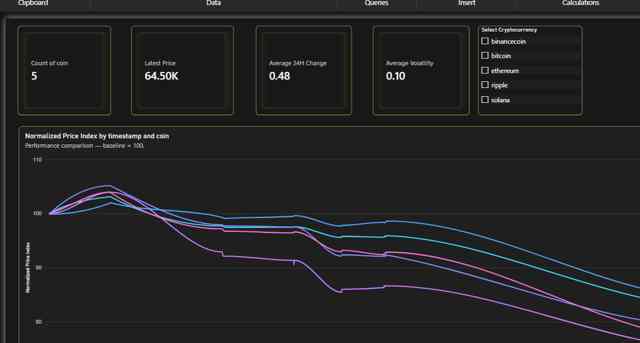 Clipboard Data Queries Insert Calculations
Count of coin
5
Latest Price
64.50K
Average 24H Change
0.48
Average Volatility
0.10
Select Cryptocurrency
binancecoin
bitcoin
ethereum
ripple
solana
Normalized Price Index by timestamp and coin
Performance comparison — baseline = 100.
110
100
90
80
Normalized Price Index